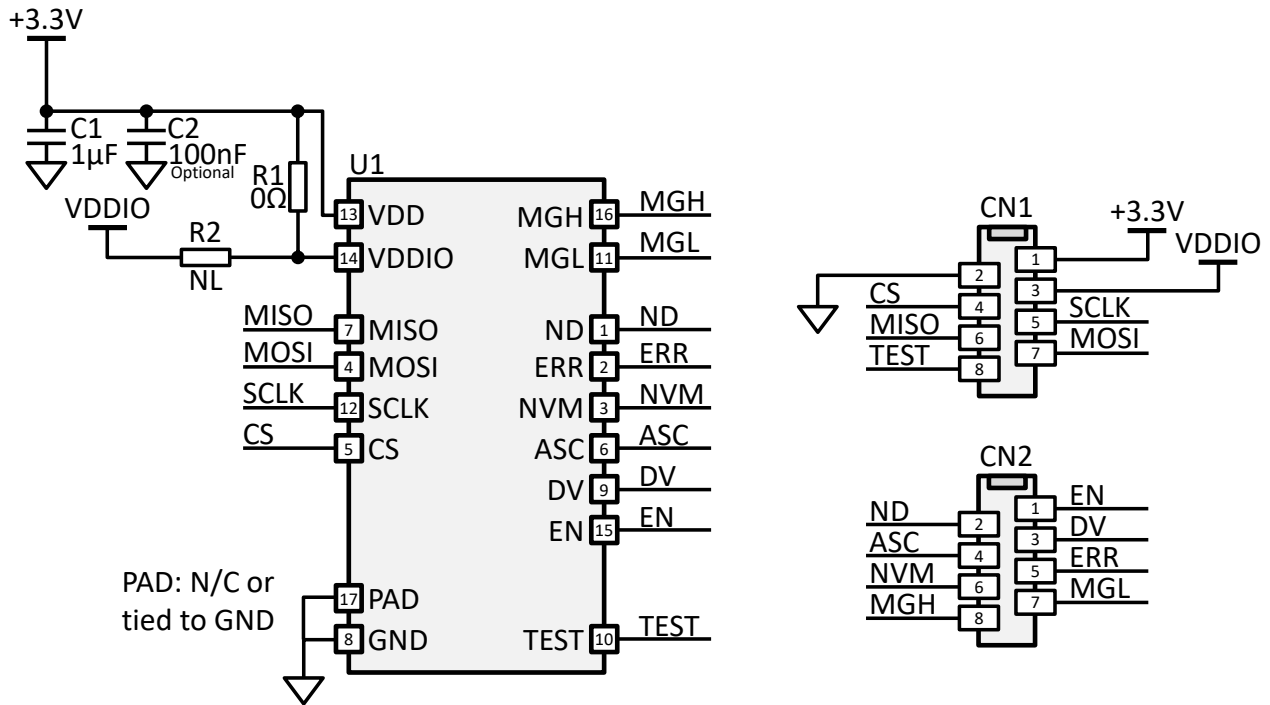 +3.3V
C1
1µF
C2
100nF
Optional
R1
0Ω
VDDIO
R2
NL
U1
13 VDD
14 VDDIO
MISO 7 MISO
MOSI 4 MOSI
SCLK 12 SCLK
CS 5 CS
17 PAD
8 GND
PAD: N/C or
tied to GND
MGH 16 MGH
MGL 11 MGL
ND 1 ND
ERR 2 ERR
NVM 3 NVM
ASC 6 ASC
DV 9 DV
EN 15 EN
TEST 10 TEST
CN1
+3.3V
VDDIO
1
2
3
CS 4
5 SCLK
MISO 6
7 MOSI
TEST 8
CN2
1 EN
ND 2
3 DV
ASC 4
5 ERR
NVM 6
7 MGL
MGH 8